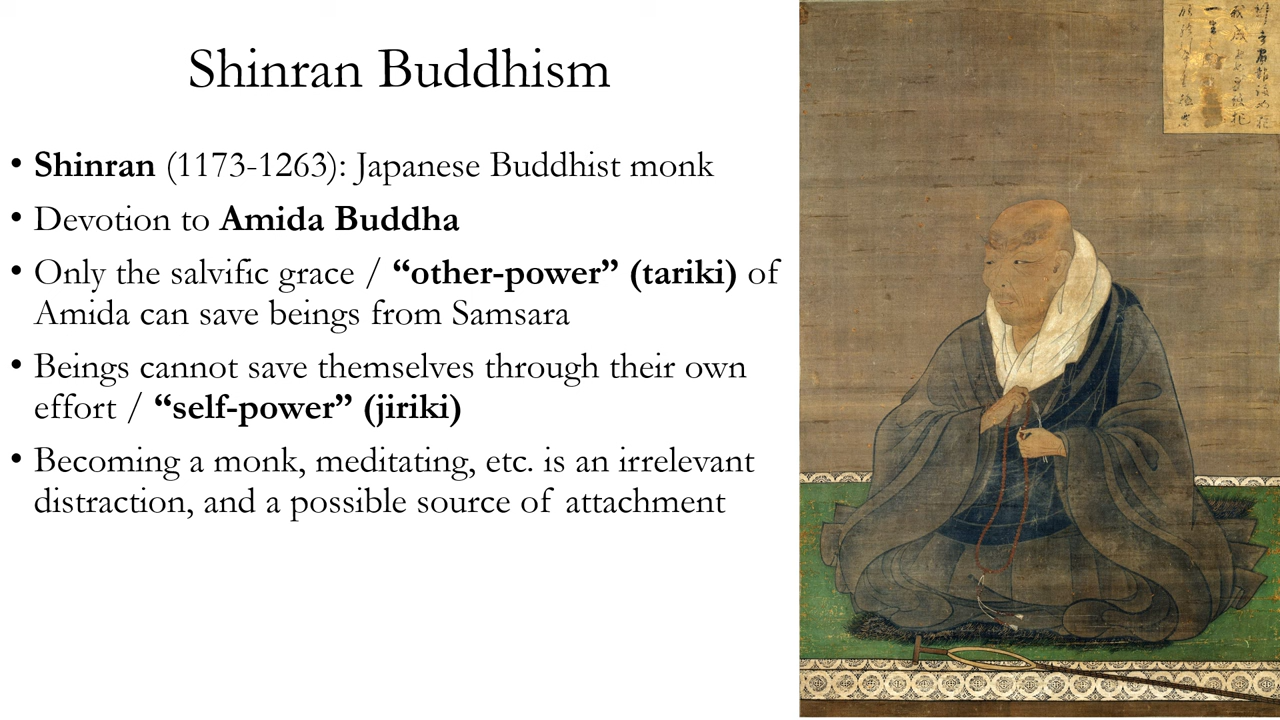 Shinran Buddhism
• Shinran (1173-1263): Japanese Buddhist monk
• Devotion to Amida Buddha
• Only the salvific grace / “other-power” (tariki) of
Amida can save beings from Samsara
• Beings cannot save themselves through their own
effort / “self-power” (jiriki)
• Becoming a monk, meditating, etc. is an irrelevant
distraction, and a possible source of attachment